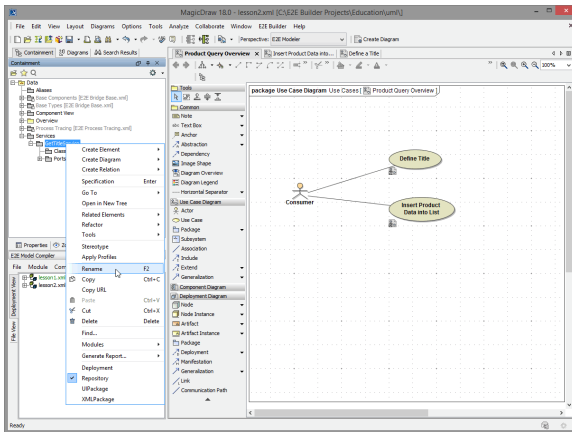 MagicDraw 18.0 - lesson2.xml [C:\E2E Builder Projects\Education\uml\]
File Edit View Layout Diagrams Options Tools Analyze Collaborate Window E2E Builder Help
Perspective: E2E Modeler
Create Diagram
Containment Diagrams Search Results
Product Query Overview Insert Product Data into... Define a Title
Containment
100%
Data
Aliases
Base Components [E2E Bridge Base.xml]
Base Types [E2E Bridge Base.xml]
Component View
Overview
Process Tracing [E2E Process Tracing.xml]
Services
Class
Ports
Create Element
Create Diagram
Create Relation
Specification Enter
Go To
Open in New Tree
Related Elements
Refactor
Tools
Stereotype
Apply Profiles
Rename F2
Copy Ctrl+C
Copy URL
Paste Ctrl+V
Cut Ctrl+X
Delete Delete
Find...
Modules
Generate Report...
Deployment
Repository
UIPackage
XMLPackage
Properties
E2E Model Compiler
File Module Com
lesson1.xml
lesson2.xml
Deployment View
File View
Tools
Common
Note
abc Text Box
Anchor
Abstraction
Dependency
Image Shape
Diagram Overview
Diagram Legend
Horizontal Separator
Use Case Diagram
Actor
Use Case
Package
Subsystem
Association
Include
Extend
Generalization
Component Diagram
Deployment Diagram
Node
Node Instance
Artifact
Artifact Instance
Package
Deployment
Manifestation
Generalization
Link
Communication Path
package Use Case Diagram Use Cases [ Product Query Overview ]
Define Title
Consumer
Insert Product
Data into List
Ready